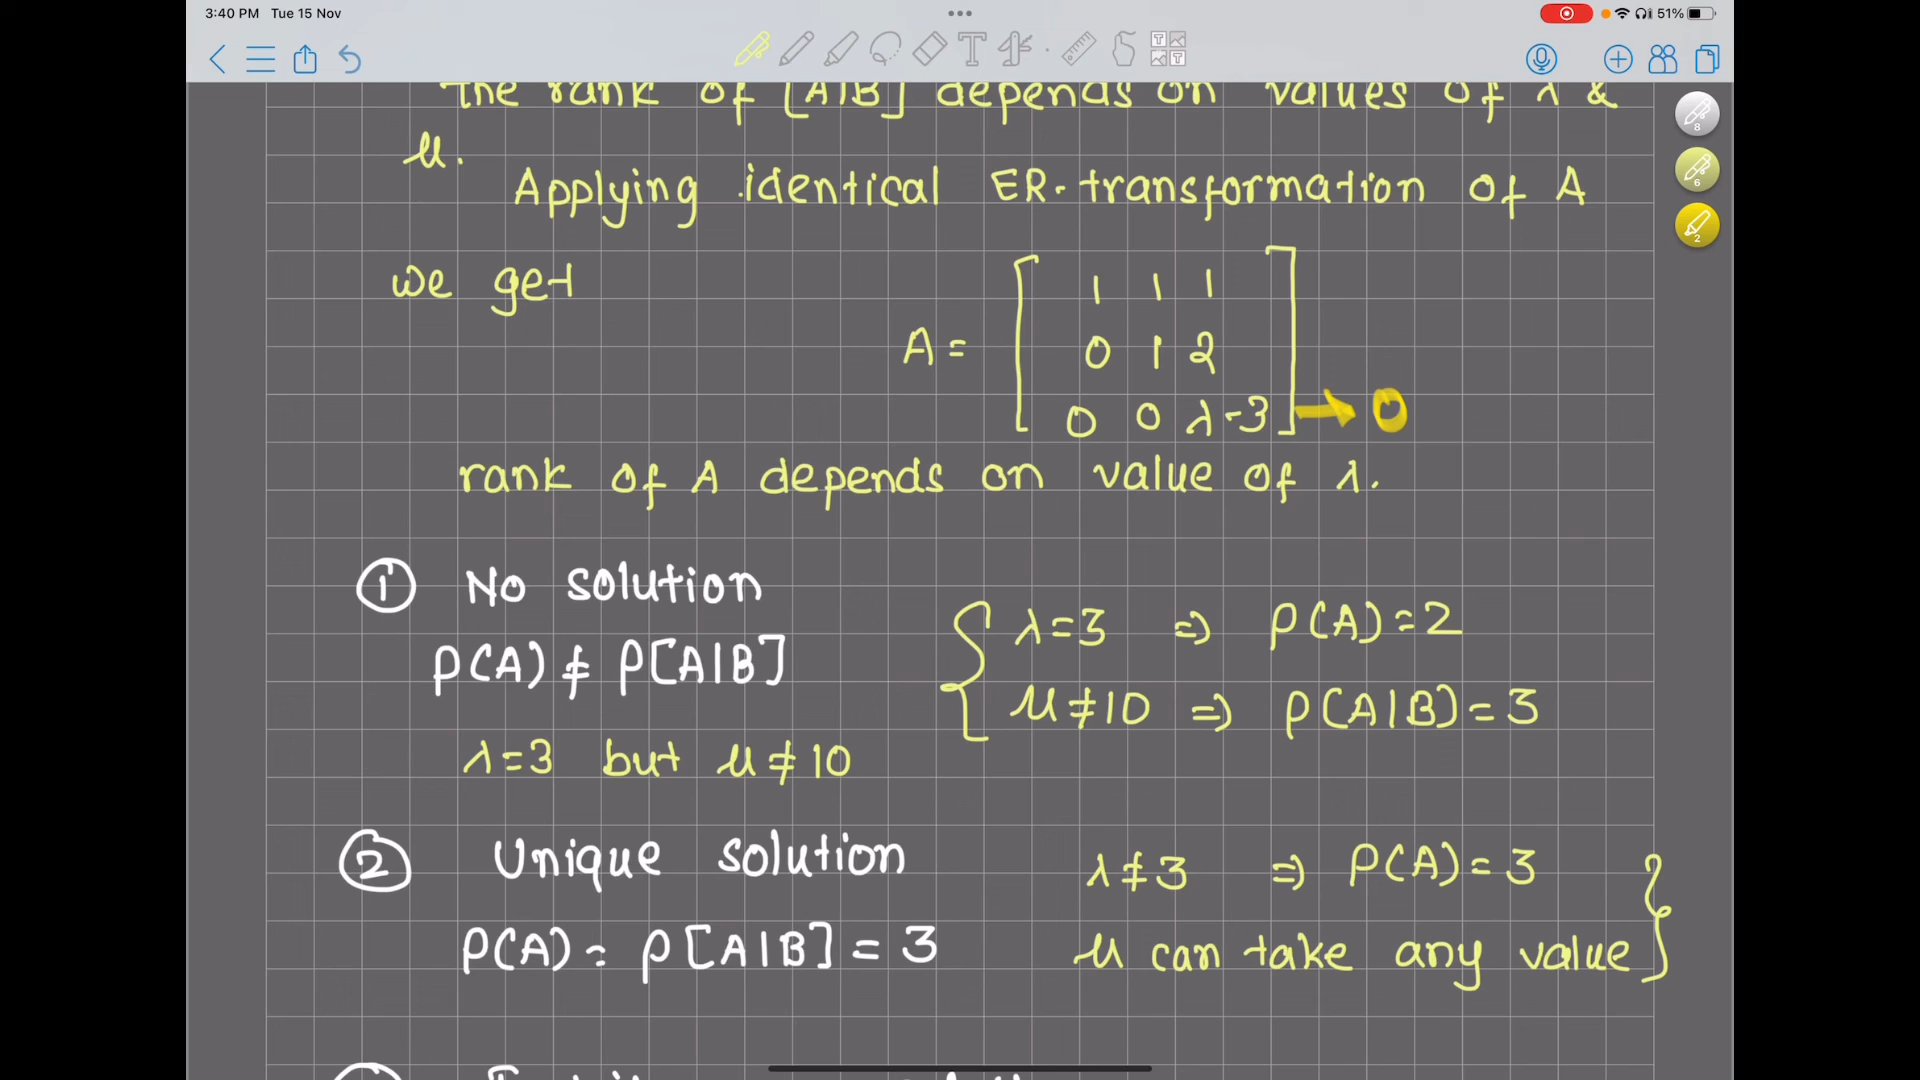 3:40 PM Tue 15 Nov
51%
8
6
2
the rank of [A|B] depends on values of λ &
μ.
Applying identical ER-transformation of A
we get
A = [ 1 1 1
0 1 2
0 0 λ-3 ] → 0
rank of A depends on value of λ.
① No solution
ρ(A) ≠ ρ[A|B]
λ=3 but μ≠10
{ λ=3 ⇒ ρ(A)=2
μ≠10 ⇒ ρ(A|B)=3
② Unique solution
ρ(A) = ρ[A|B] = 3
λ≠3 ⇒ ρ(A)=3
μ can take any value }